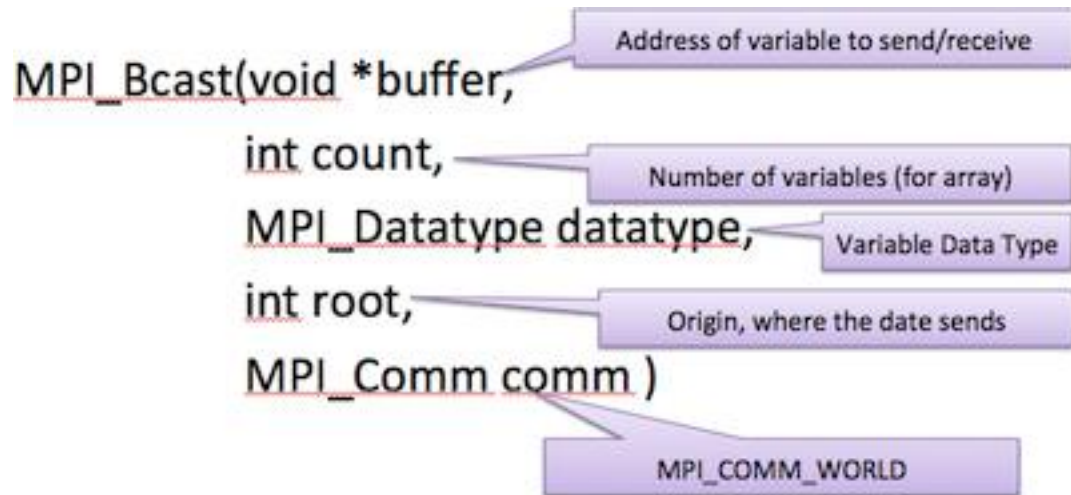 Address of variable to send/receive
MPI_Bcast(void *buffer,
int count,
Number of variables (for array)
MPI_Datatype datatype,
Variable Data Type
int root,
Origin, where the date sends
MPI_Comm comm )
MPI_COMM_WORLD